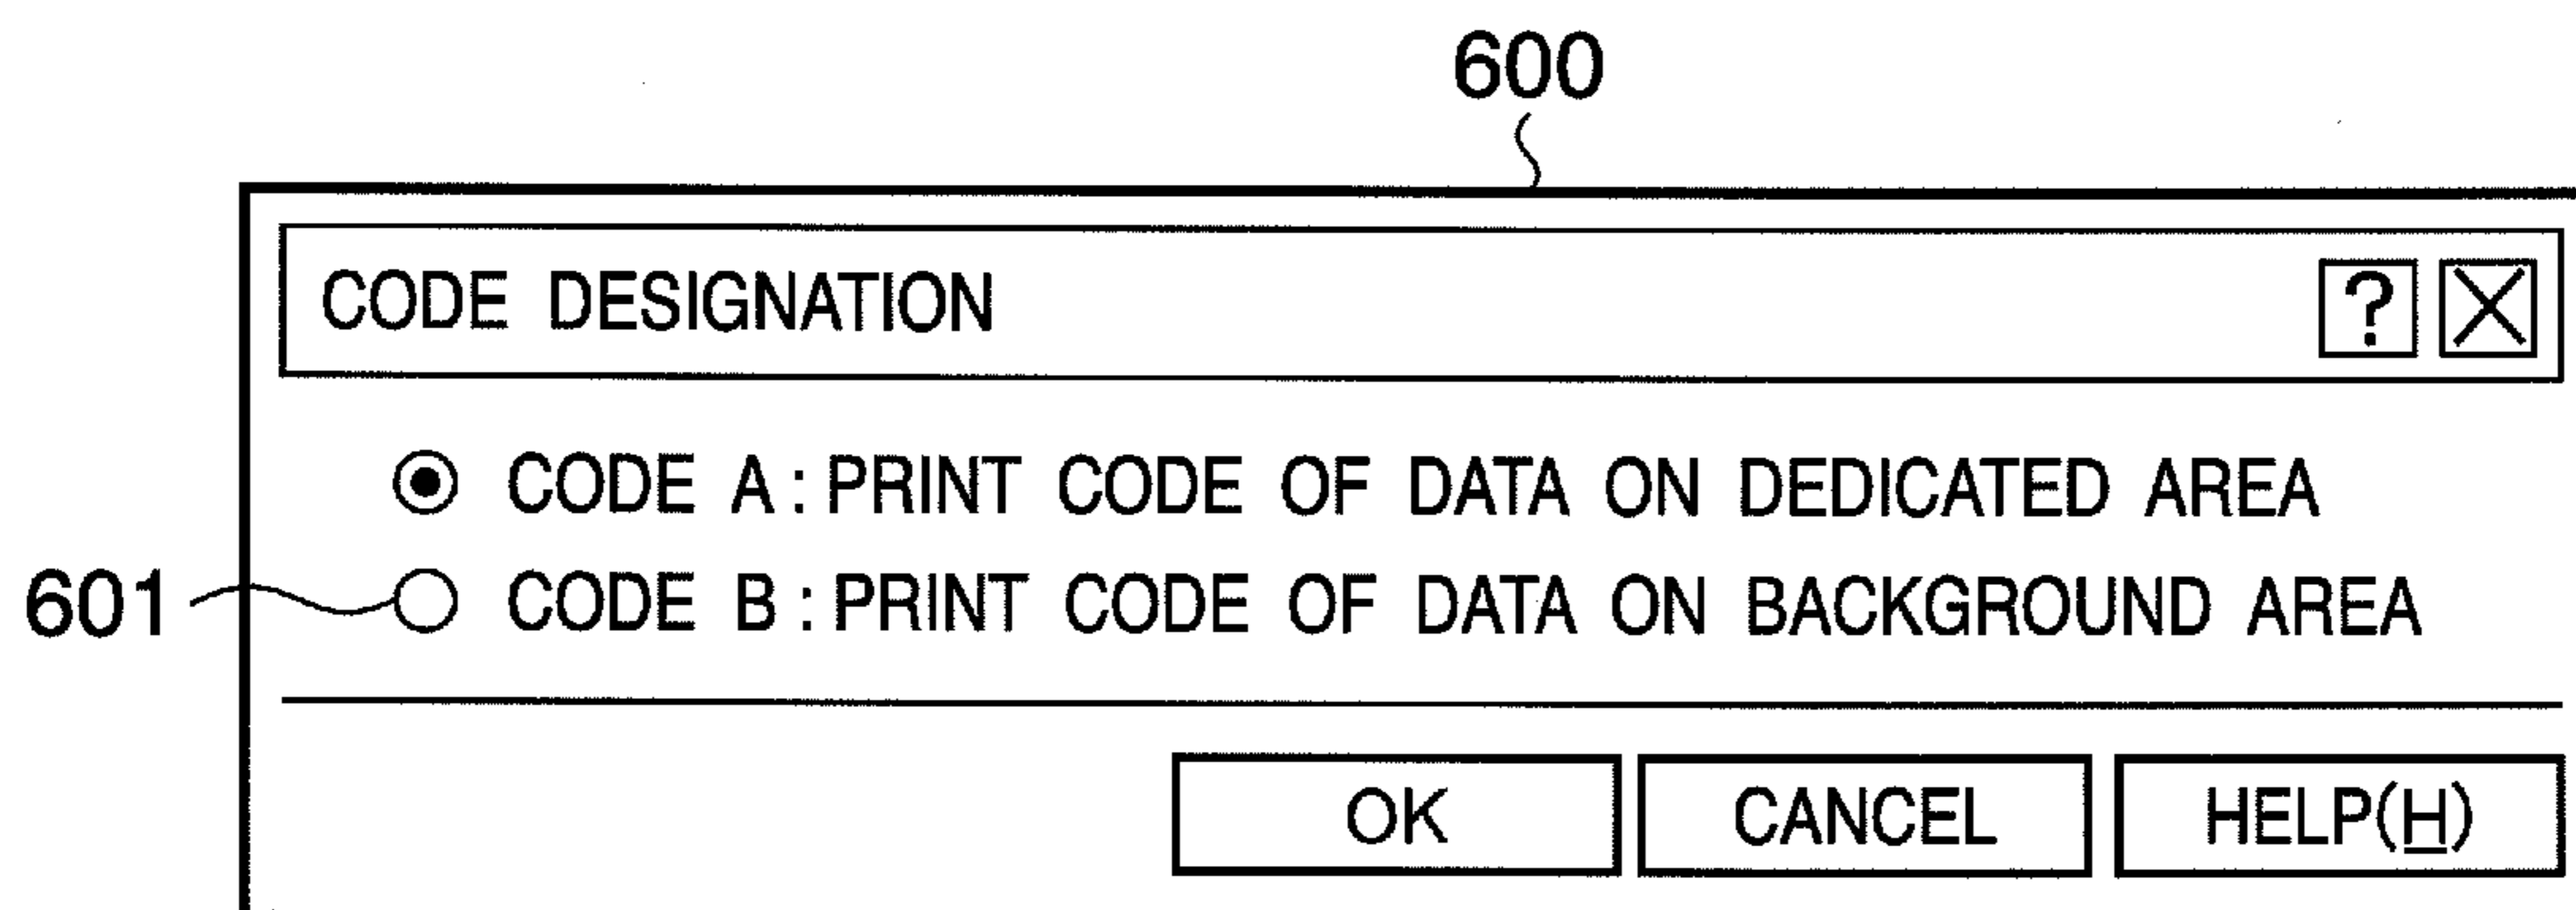 600
CODE DESIGNATION ? X
CODE A : PRINT CODE OF DATA ON DEDICATED AREA
601 CODE B : PRINT CODE OF DATA ON BACKGROUND AREA
OK CANCEL HELP(H)